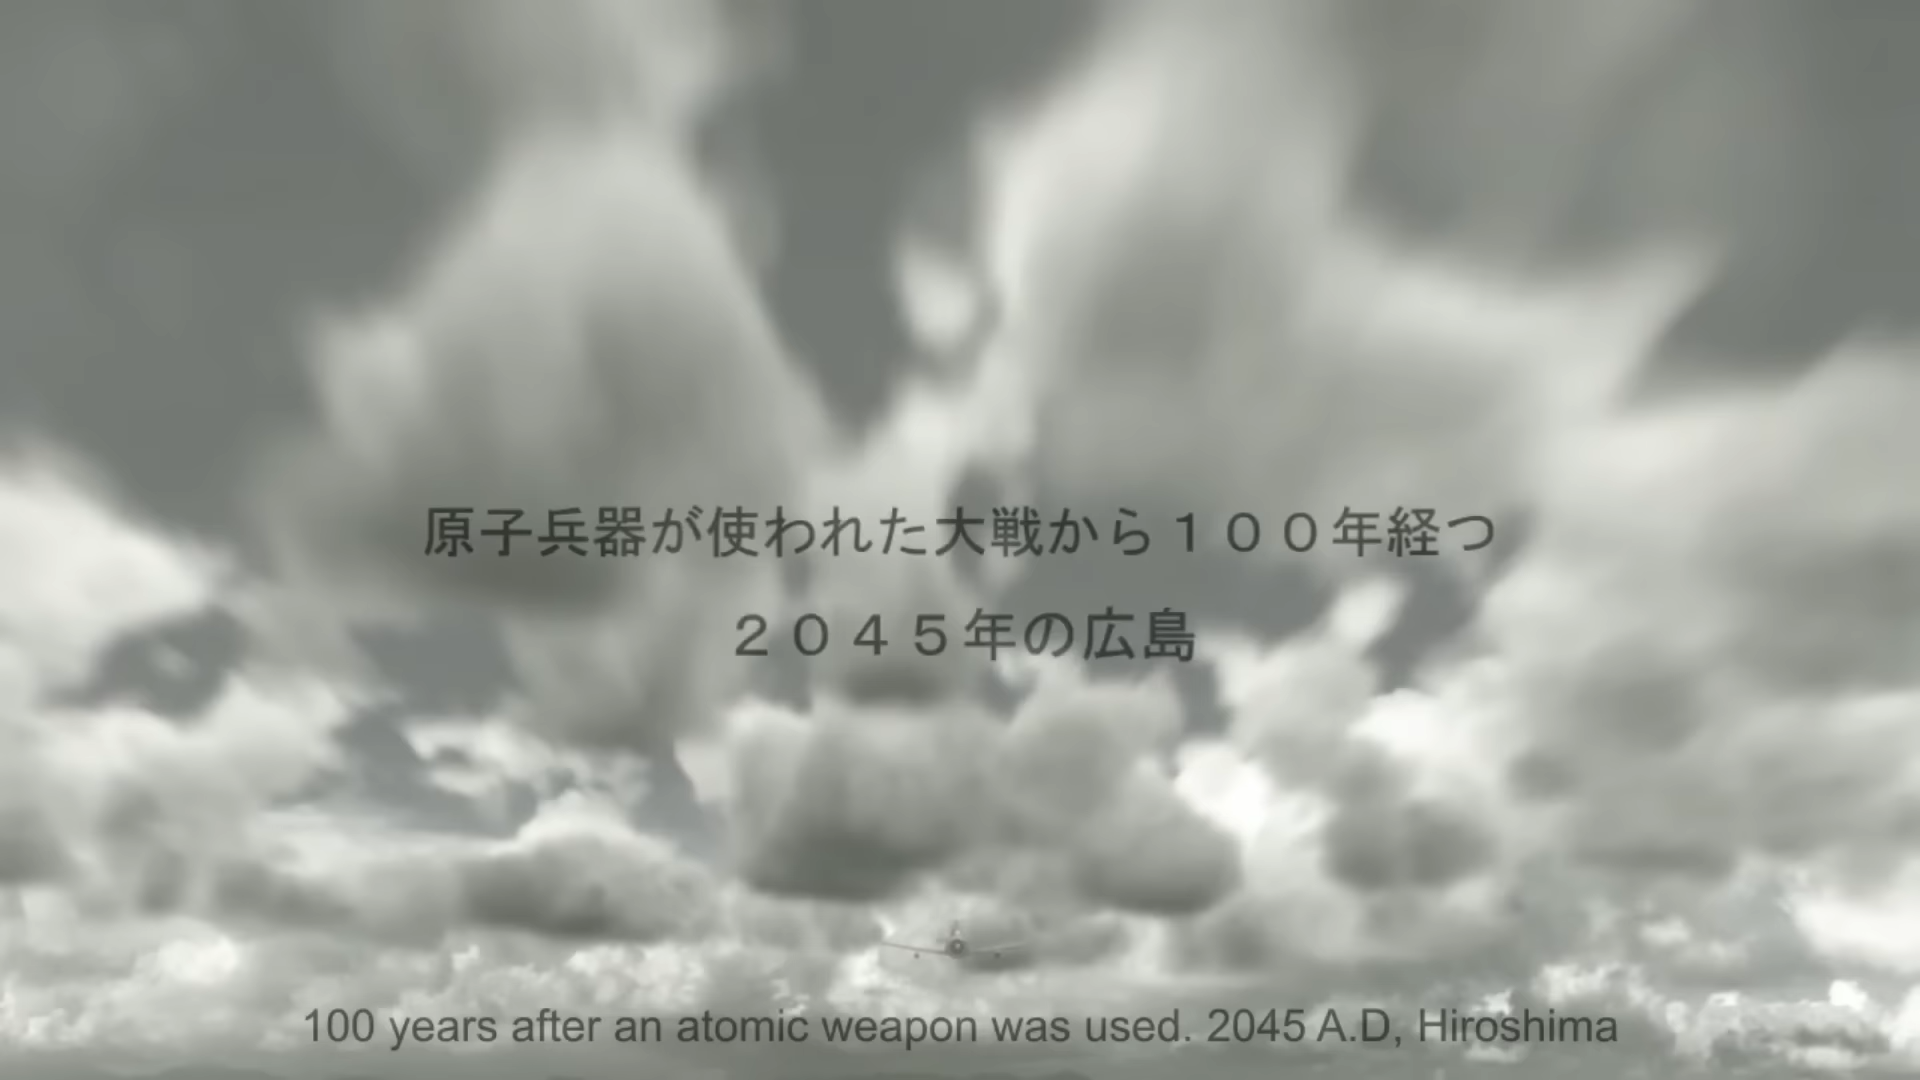 原子兵器が使われた大戦から１００年経つ
２０４５年の広島
100 years after an atomic weapon was used. 2045 A.D, Hiroshima